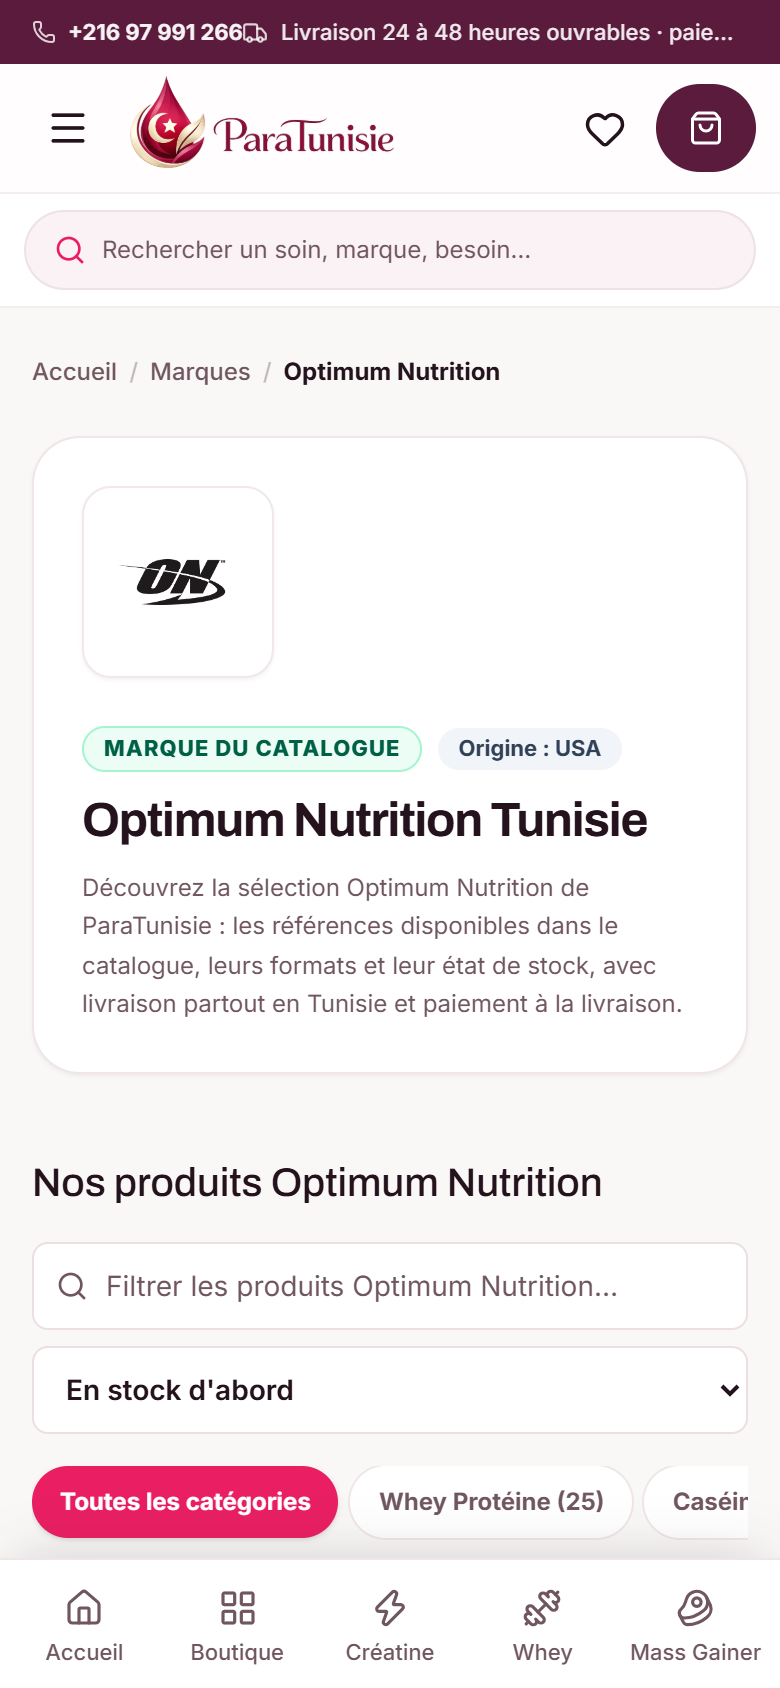 +216 97 991 266
Livraison 24 à 48 heures ouvrables · paie...
ParaTunisie
Rechercher un soin, marque, besoin...
Accueil / Marques / Optimum Nutrition
ON
MARQUE DU CATALOGUE
Origine : USA
Optimum Nutrition Tunisie
Découvrez la sélection Optimum Nutrition de
ParaTunisie : les références disponibles dans le
catalogue, leurs formats et leur état de stock, avec
livraison partout en Tunisie et paiement à la livraison.
Nos produits Optimum Nutrition
Filtrer les produits Optimum Nutrition...
En stock d'abord
Toutes les catégories
Whey Protéine (25)
Caséin
Accueil
Boutique
Créatine
Whey
Mass Gainer